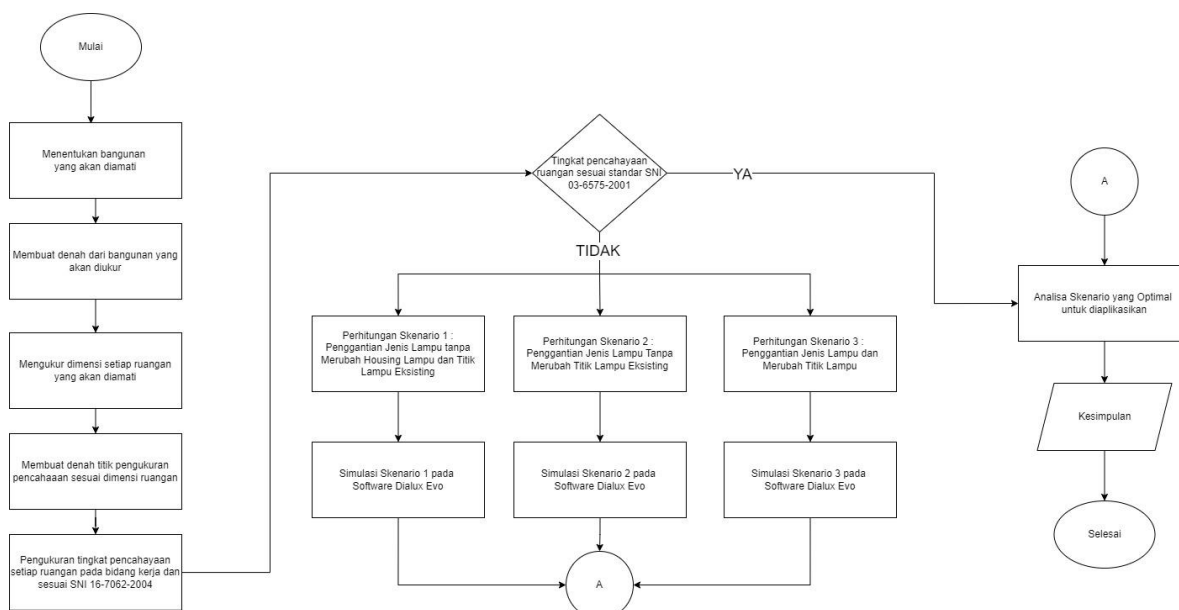 Mulai
Menentukan bangunan
yang akan diamati
Membuat denah dari bangunan yang
akan diukur
Mengukur dimensi setiap ruangan
yang akan diamati
Membuat denah titik pengukuran
pencahaaan sesuai dimensi ruangan
Pengukuran tingkat pencahayaan
setiap ruangan pada bidang kerja dan
sesuai SNI 16-7062-2004
Tingkat pencahayaan
ruangan sesuai standar SNI
03-6575-2001
YA
TIDAK
Perhitungan Skenario 1 :
Penggantian Jenis Lampu tanpa
Merubah Housing Lampu dan Titik
Lampu Eksisting
Perhitungan Skenario 2 :
Penggantian Jenis Lampu Tanpa
Merubah Titik Lampu Eksisting
Perhitungan Skenario 3 :
Penggantian Jenis Lampu dan
Merubah Titik Lampu
Simulasi Skenario 1 pada
Software Dialux Evo
Simulasi Skenario 2 pada
Software Dialux Evo
Simulasi Skenario 3 pada
Software Dialux Evo
A
A
Analisa Skenario yang Optimal
untuk diaplikasikan
Kesimpulan
Selesai